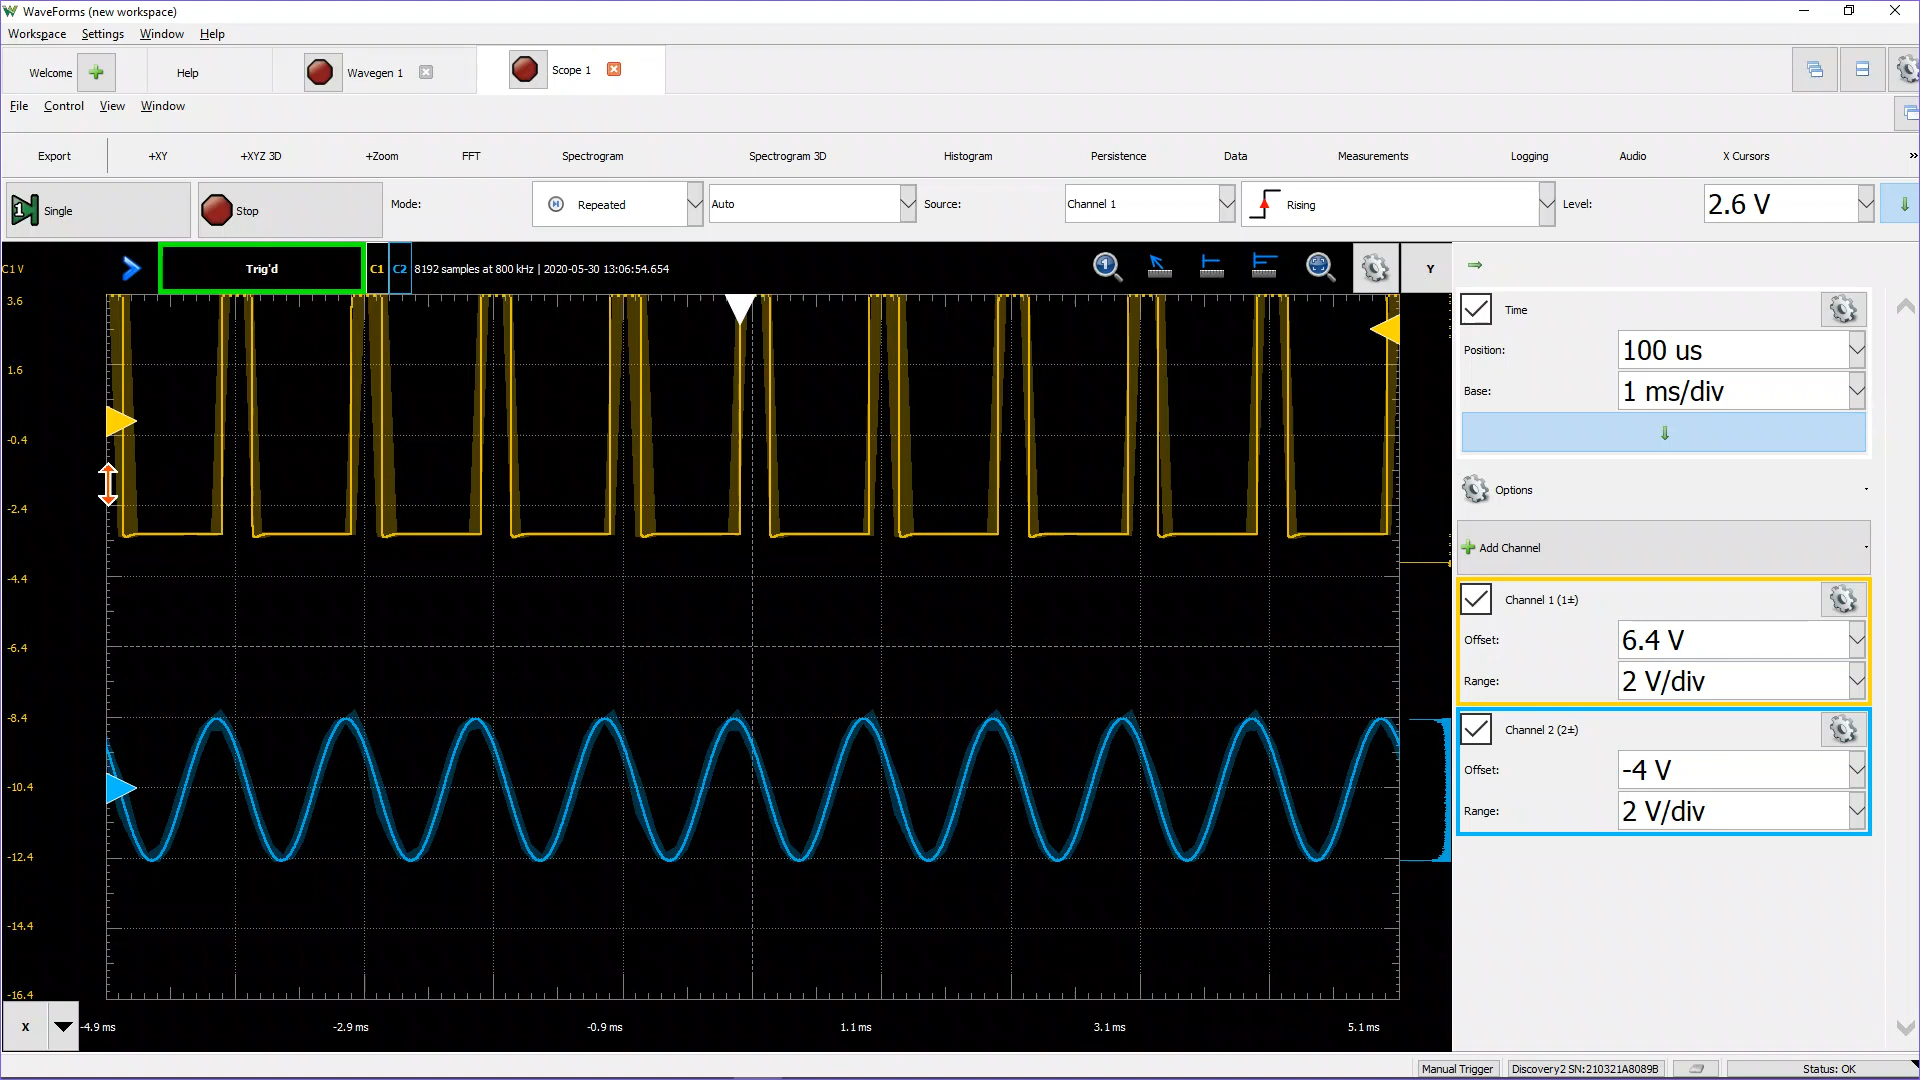 WaveForms (new workspace)
Workspace Settings Window Help
Welcome Help Wavegen 1 Scope 1
File Control View Window
Export +XY +XYZ 3D +Zoom FFT Spectrogram Spectrogram 3D Histogram Persistence Data Measurements Logging Audio X Cursors »
1 Single Stop Mode: Repeated Auto Source: Channel 1 Rising Level: 2.6 V
C1 V Trig'd C1 C2 8192 samples at 800 kHz | 2020-05-30 13:06:54.654 1 Y
3.6
1.6
-0.4
-2.4
-4.4
-6.4
-8.4
-10.4
-12.4
-14.4
-16.4
X -4.9 ms -2.9 ms -0.9 ms 1.1 ms 3.1 ms 5.1 ms
Time
Position: 100 us
Base: 1 ms/div
Options
Add Channel
Channel 1 (1±)
Offset: 6.4 V
Range: 2 V/div
Channel 2 (2±)
Offset: -4 V
Range: 2 V/div
Manual Trigger Discovery2 SN:210321A8089B Status: OK